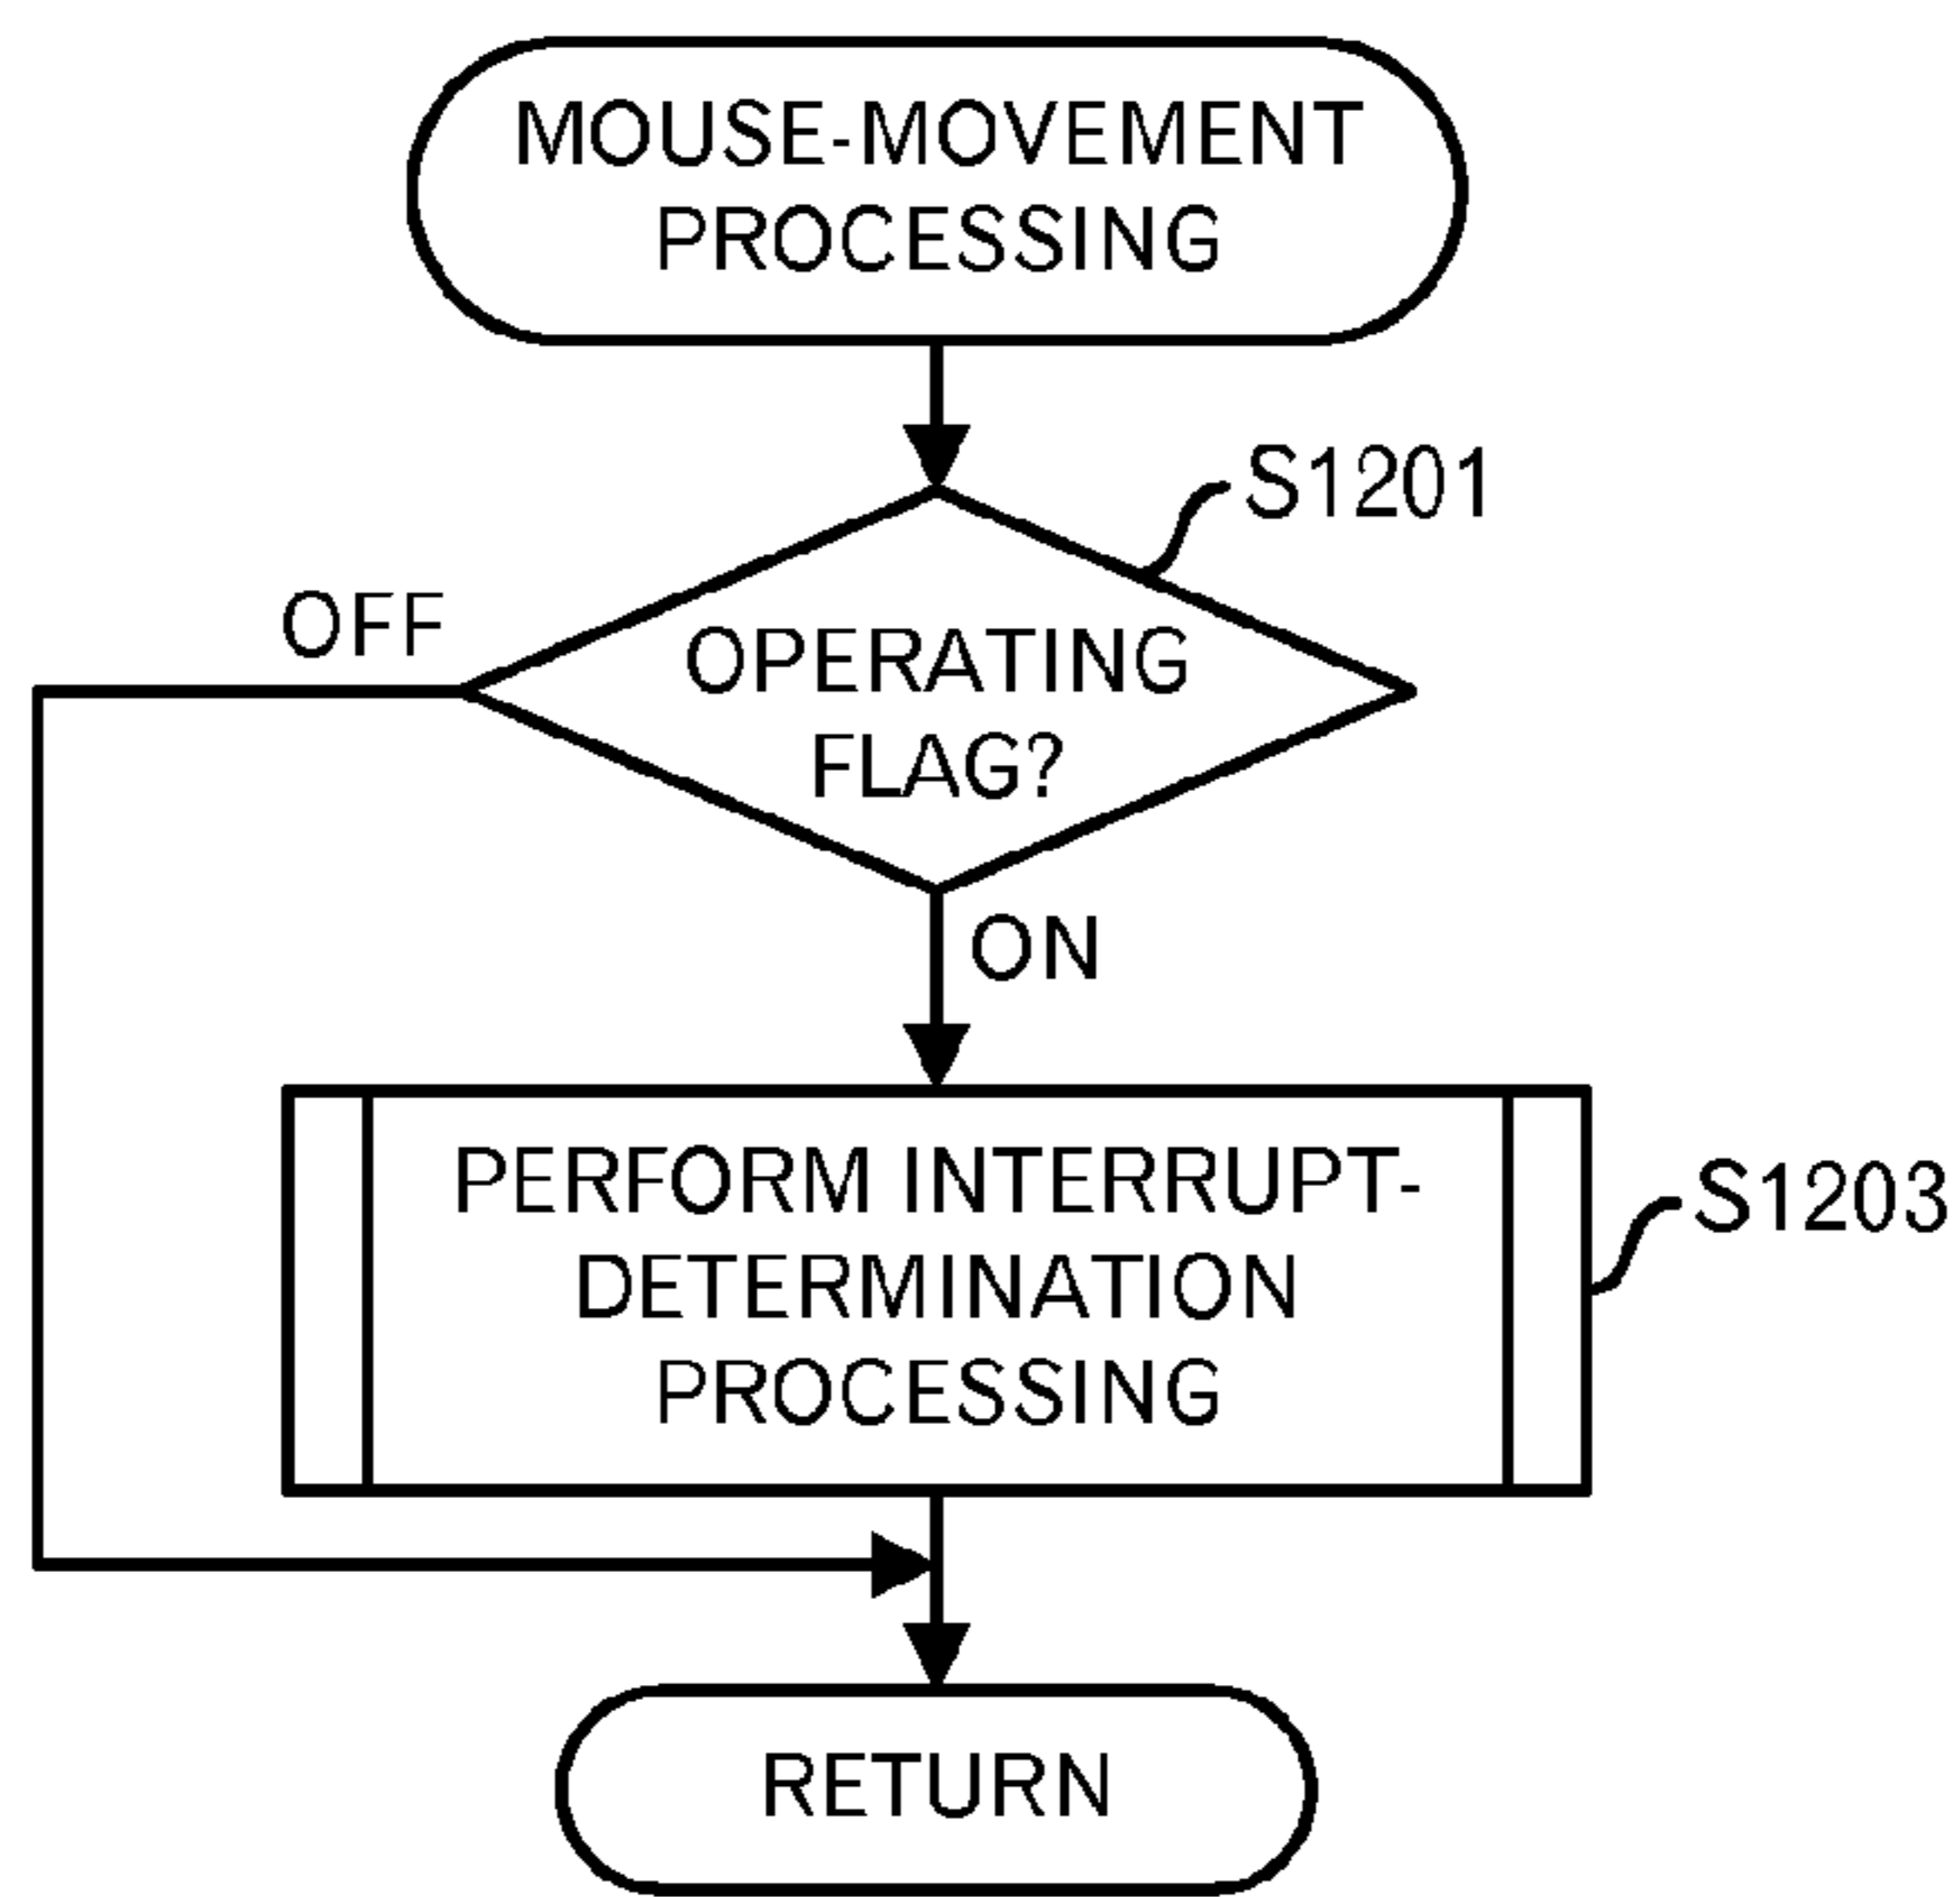 MOUSE-MOVEMENT
PROCESSING
S1201
OFF
OPERATING
FLAG?
ON
PERFORM INTERRUPT-
DETERMINATION
PROCESSING
S1203
RETURN